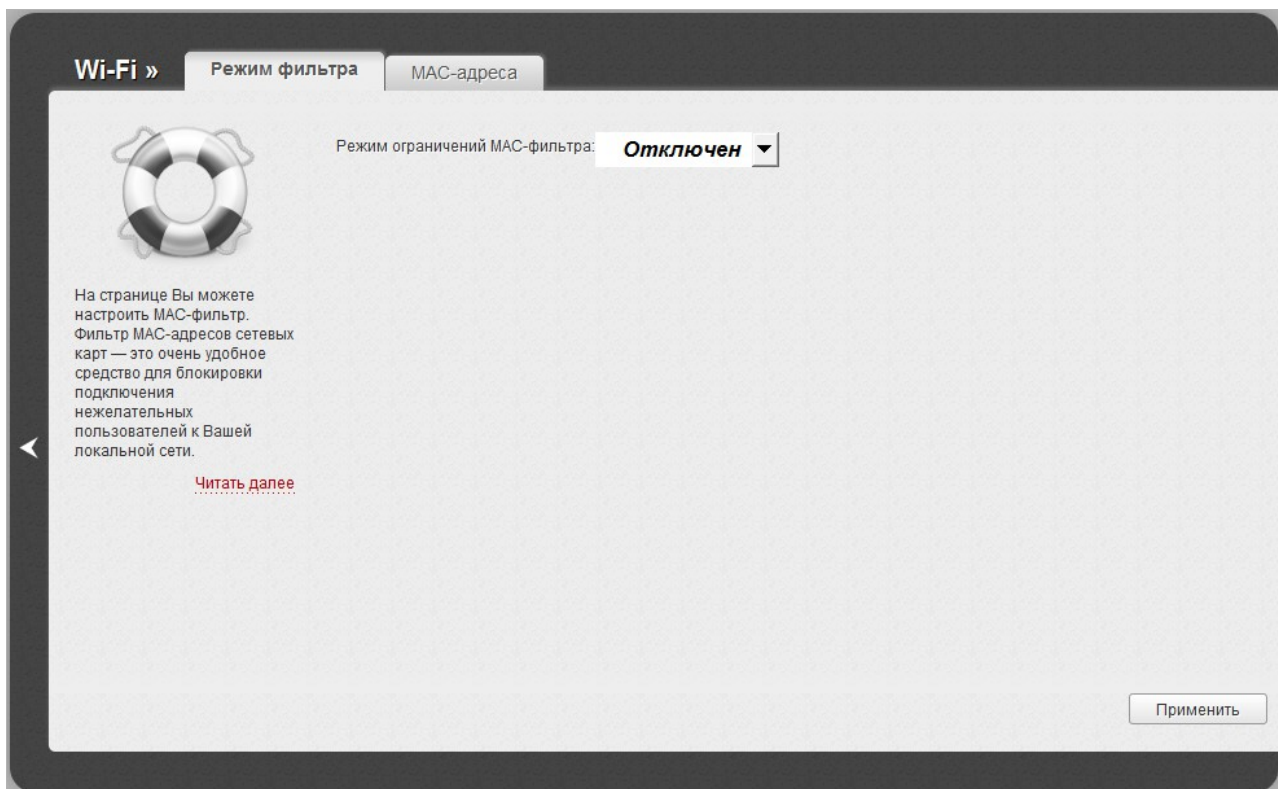 Wi-Fi »
Режим фильтра
MAC-адреса
Режим ограничений MAC-фильтра:
Отключен
На странице Вы можете
настроить MAC-фильтр.
Фильтр MAC-адресов сетевых
карт — это очень удобное
средство для блокировки
подключения
нежелательных
пользователей к Вашей
локальной сети.
Читать далее
Применить